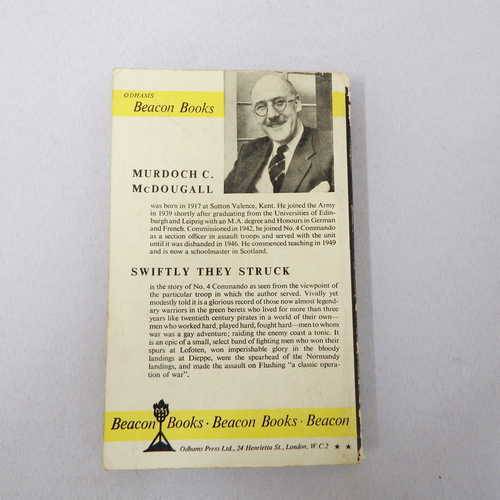 ODHAMS
Beacon Books
MURDOCH C.
McDOUGALL
was born in 1917 at Sutton Valence, Kent. He joined the Army
in 1939 shortly after graduating from the Universities of Edin-
burgh and Leipzig with an M.A. degree and Honours in German
and French. Commissioned in 1942, he joined No. 4 Commando
as a section officer in assault troops and served with the unit
until it was disbanded in 1946. He commenced teaching in 1949
and is now a schoolmaster in Scotland.
SWIFTLY THEY STRUCK
is the story of No. 4 Commando as seen from the viewpoint of
the particular troop in which the author served. Vividly yet
modestly told it is a glorious record of those now almost legend-
ary warriors in the green berets who lived for more than three
years like twentieth century pirates in a world of their own—
men who worked hard, played hard, fought hard—men to whom
war was a gay adventure; raiding the enemy coast a tonic. It
is an epic of a small, select band of fighting men who won their
spurs at Lofoten, won imperishable glory in the bloody
landings at Dieppe, were the spearhead of the Normandy
landings, and made the assault on Flushing "a classic opera-
tion of war".
Beacon Books · Beacon Books · Beacon
Odhams Press Ltd., 24 Henrietta St., London, W.C.2 ★ ★